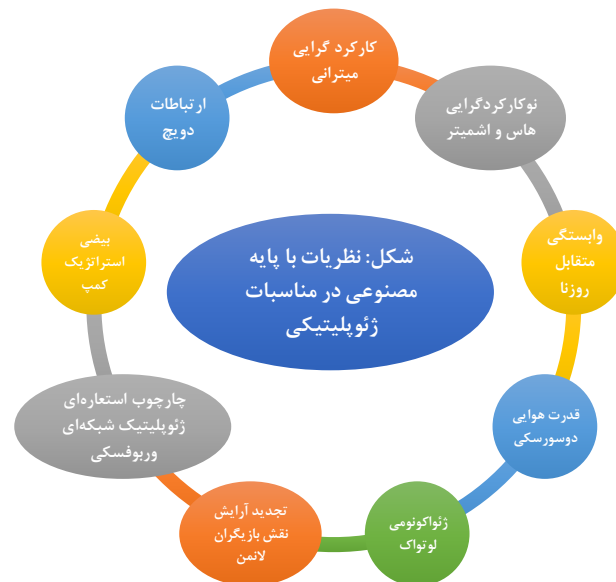 کارکرد گرایی
میترانی
نوکارکردگرایی
هاس و اشمیتر
وابستگی
متقابل
روزنا
قدرت هوایی
دوسورسکی
ژئواکونومی
لوتواک
تجدید آرایش
نقش بازیگران
لانمن
چارچوب استعاره‌ای
ژئوپلیتیک شبکه‌ای
وربوفسکی
بیضی
استراتژیک
کمپ
ارتباطات
دویچ
شکل: نظریات با پایه
مصنوعی در مناسبات
ژئوپلیتیکی